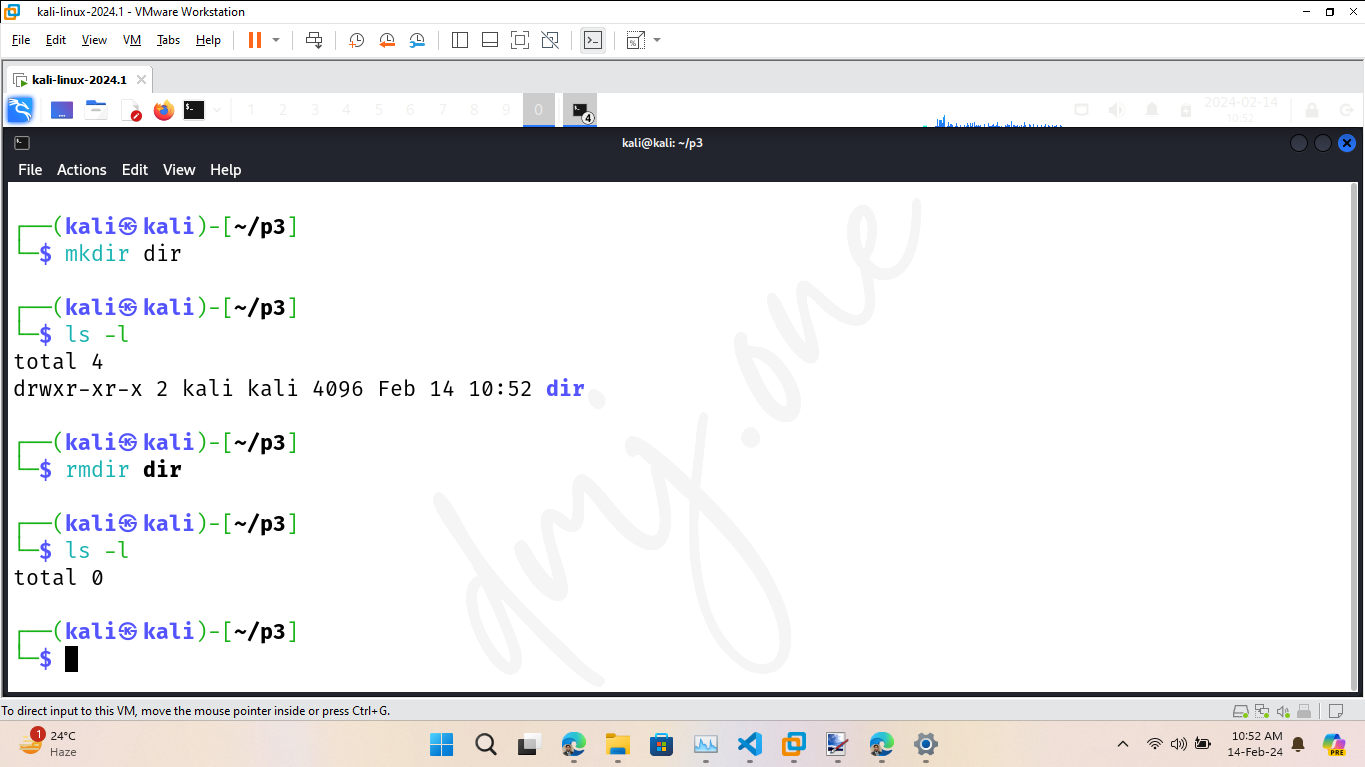 kali-linux-2024.1 - VMware Workstation
File Edit View VM Tabs Help
kali-linux-2024.1
1 2 3 4 5 6 7 8 9 0 4 2024-02-14
10:52
kali@kali: ~/p3
File Actions Edit View Help
┌──(kali㉿kali)-[~/p3]
└─$ mkdir dir
┌──(kali㉿kali)-[~/p3]
└─$ ls -l
total 4
drwxr-xr-x 2 kali kali 4096 Feb 14 10:52 dir
┌──(kali㉿kali)-[~/p3]
└─$ rmdir dir
┌──(kali㉿kali)-[~/p3]
└─$ ls -l
total 0
┌──(kali㉿kali)-[~/p3]
└─$
dmj.one
To direct input to this VM, move the mouse pointer inside or press Ctrl+G.
1 24°C
Haze
10:52 AM
14-Feb-24
PRE